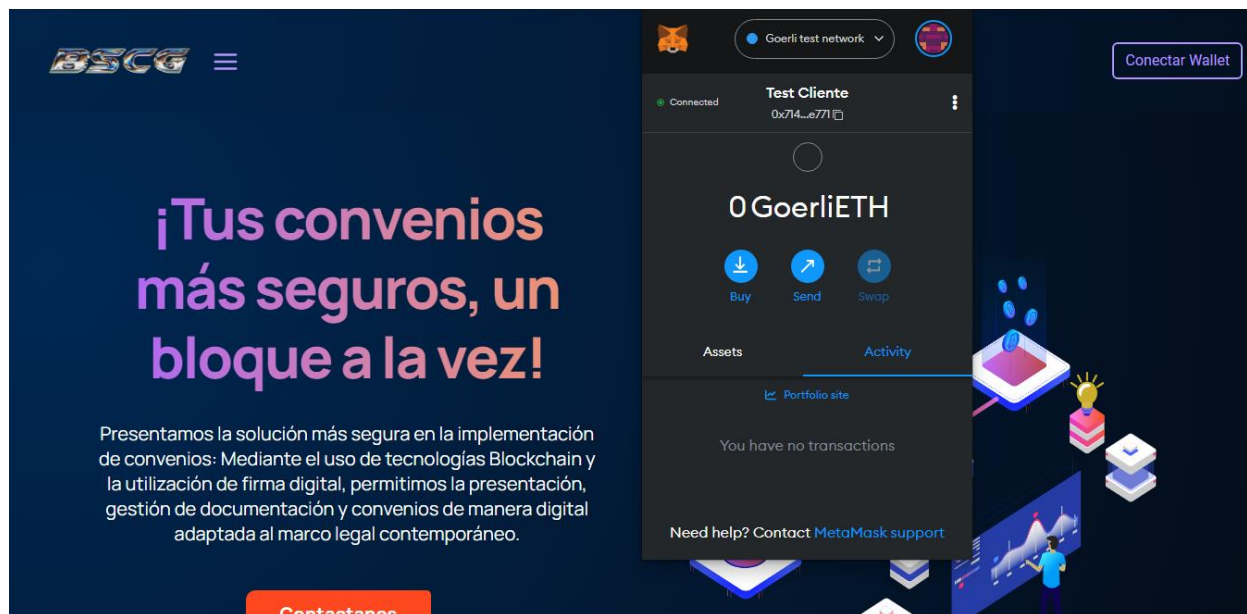 BSCG
Conectar Wallet
¡Tus convenios
más seguros, un
bloque a la vez!
Presentamos la solución más segura en la implementación
de convenios: Mediante el uso de tecnologías Blockchain y
la utilización de firma digital, permitimos la presentación,
gestión de documentación y convenios de manera digital
adaptada al marco legal contemporáneo.
Contactanos
Goerli test network
Connected
Test Cliente
0x714...e771
0 GoerliETH
Buy
Send
Swap
Assets
Activity
Portfolio site
You have no transactions
Need help? Contact MetaMask support